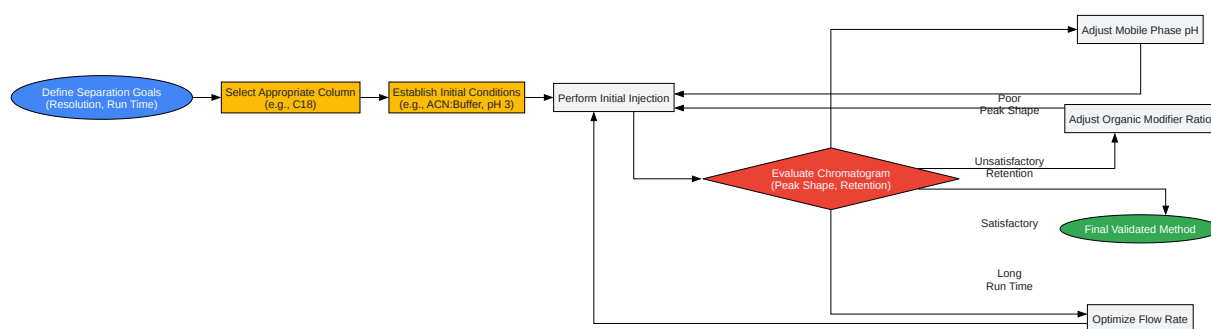 Define Separation Goals
(Resolution, Run Time)
Select Appropriate Column
(e.g., C18)
Establish Initial Conditions
(e.g., ACN:Buffer, pH 3)
Perform Initial Injection
Evaluate Chromatogram
(Peak Shape, Retention)
Poor
Peak Shape
Adjust Mobile Phase pH
Unsatisfactory
Retention
Adjust Organic Modifier Ratio
Satisfactory
Final Validated Method
Long
Run Time
Optimize Flow Rate